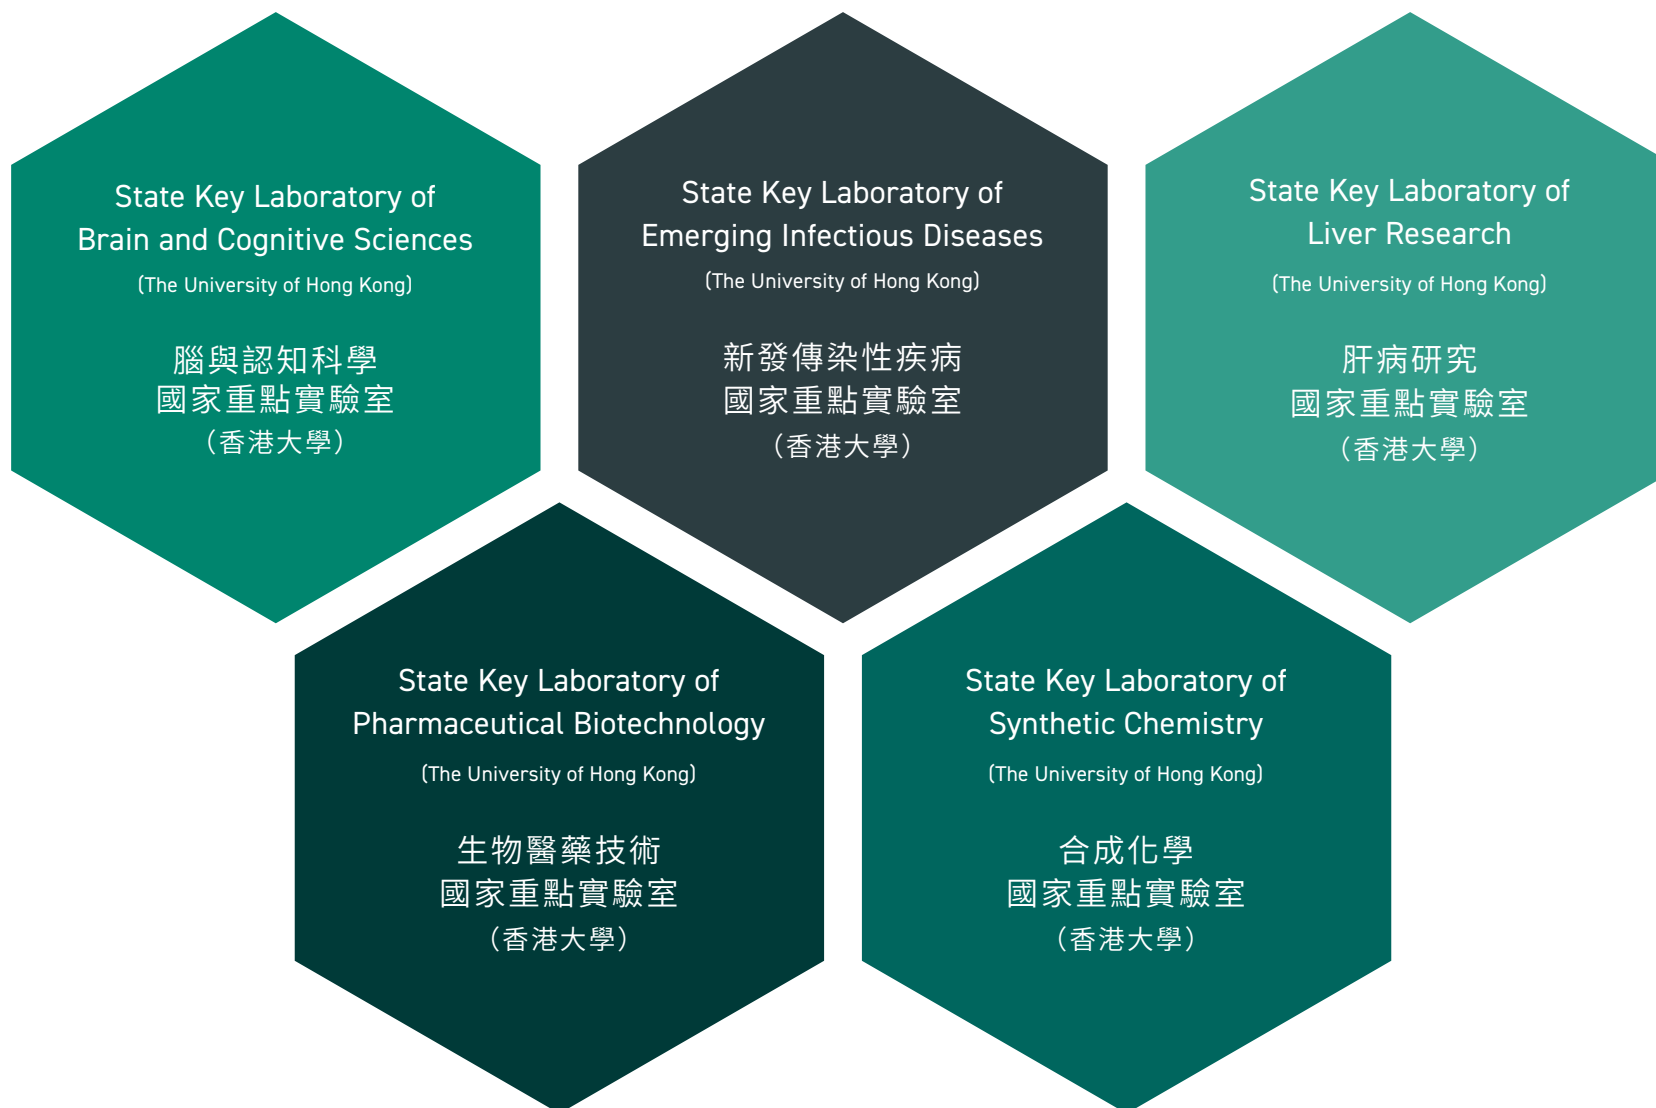 State Key Laboratory of
Brain and Cognitive Sciences
(The University of Hong Kong)
腦與認知科學
國家重點實驗室
（香港大學）
State Key Laboratory of
Emerging Infectious Diseases
(The University of Hong Kong)
新發傳染性疾病
國家重點實驗室
（香港大學）
State Key Laboratory of
Liver Research
(The University of Hong Kong)
肝病研究
國家重點實驗室
（香港大學）
State Key Laboratory of
Pharmaceutical Biotechnology
(The University of Hong Kong)
生物醫藥技術
國家重點實驗室
（香港大學）
State Key Laboratory of
Synthetic Chemistry
(The University of Hong Kong)
合成化學
國家重點實驗室
（香港大學）